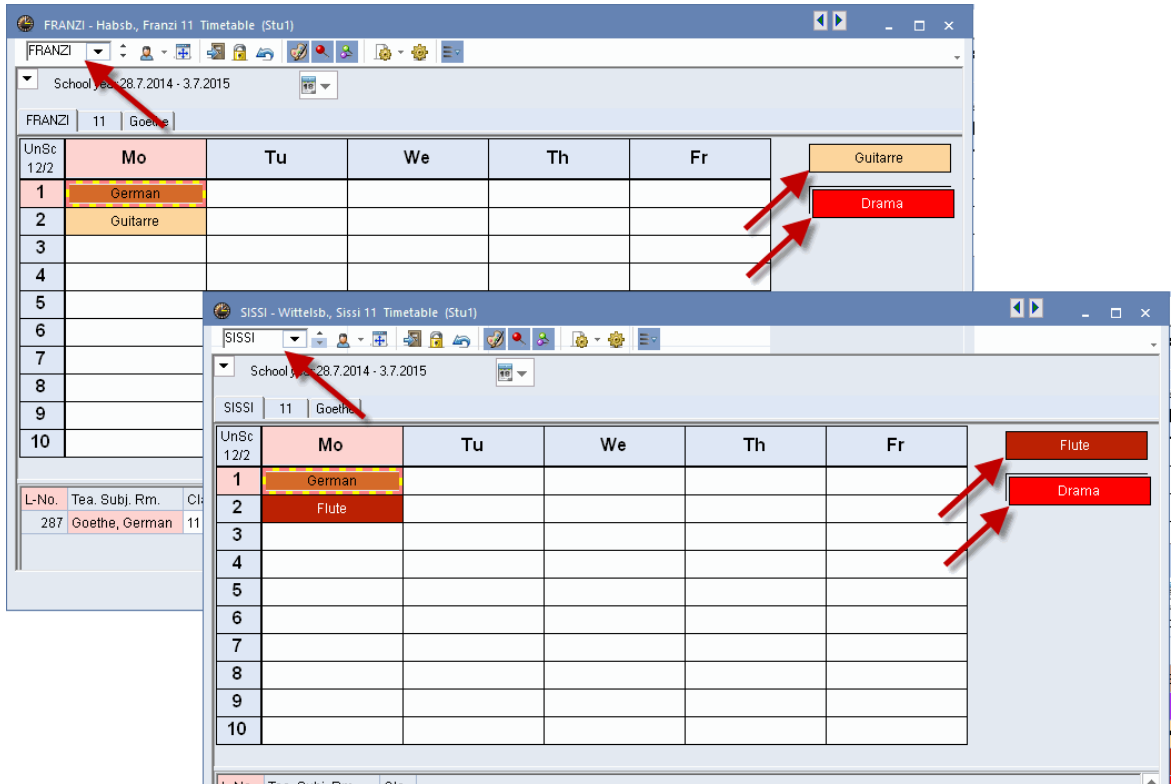 FRANZI - Habsb., Franzi 11 Timetable (Stu1)
FRANZI
School year 28.7.2014 - 3.7.2015
FRANZI 11 Goethe
UnSc 12/2 Mo Tu We Th Fr
Guitarre
Drama
1 German
2 Guitarre
3
4
5
6
7
8
9
10
L-No. Tea. Subj. Rm.
287 Goethe, German 11
SISSI - Wittelsb., Sissi 11 Timetable (Stu1)
SISSI
School year 28.7.2014 - 3.7.2015
SISSI 11 Goethe
UnSc 12/2 Mo Tu We Th Fr
Flute
Drama
1 German
2 Flute
3
4
5
6
7
8
9
10